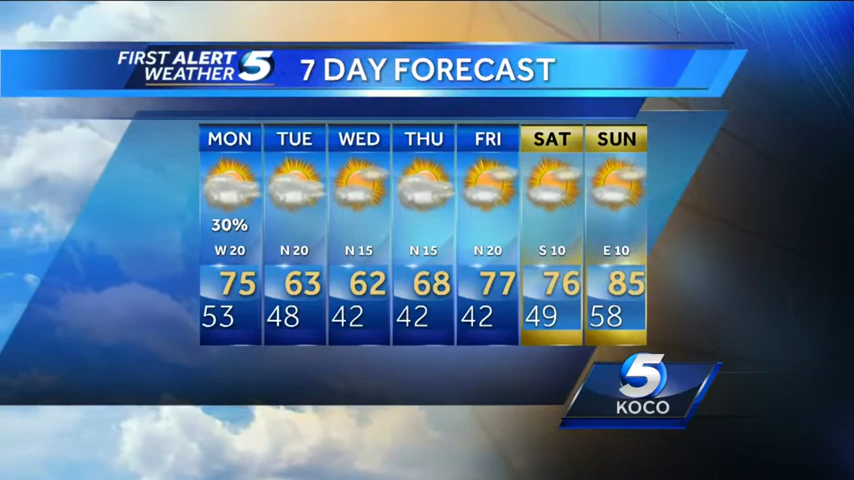 FIRST ALERT
WEATHER 5
7 DAY FORECAST
MON TUE WED THU FRI SAT SUN
30%
W 20 N 20 N 15 N 15 N 20 S 10 E 10
75 63 62 68 77 76 85
53 48 42 42 42 49 58
5
KOCO